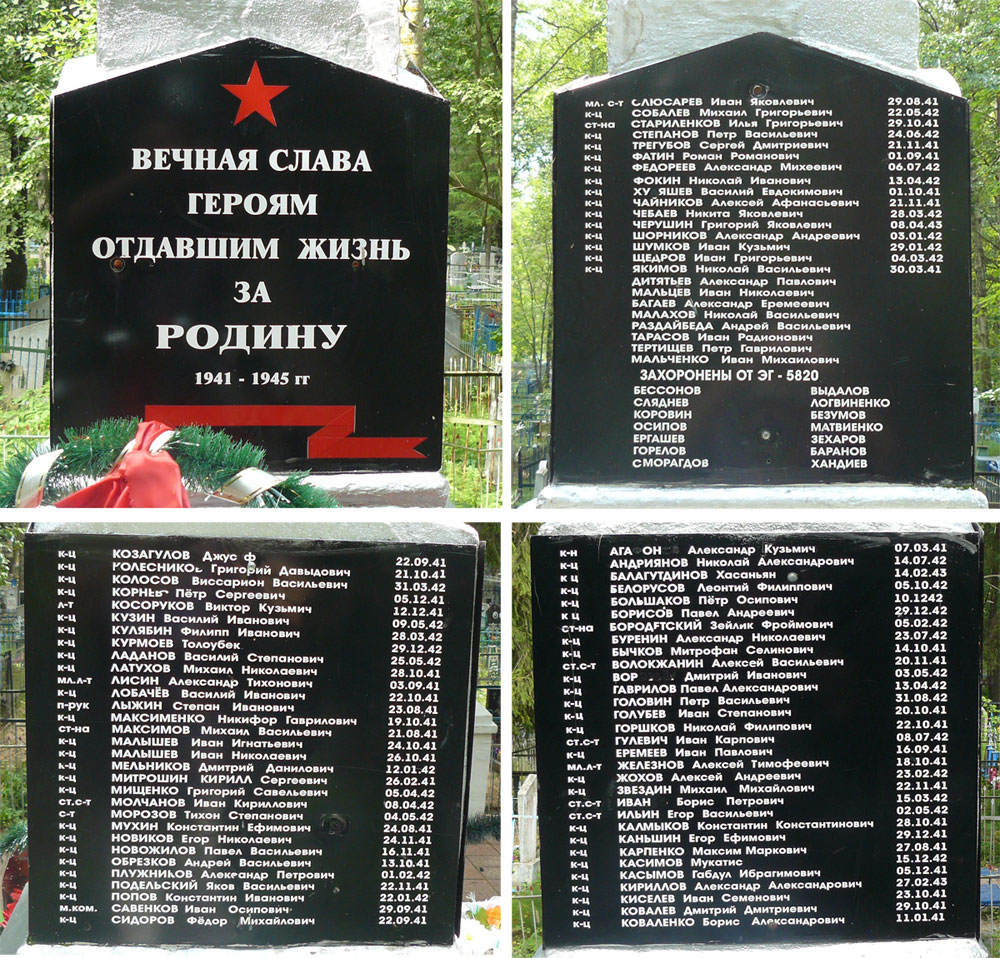 ВЕЧНАЯ СЛАВА
ГЕРОЯМ
ОТДАВШИМ ЖИЗНЬ
ЗА
РОДИНУ
1941 - 1945 гг
мл. с-т СЛЮСАРЕВ Иван Яковлевич 29.08.41
к-ц СОБАЛЕВ Михаил Григорьевич 22.05.42
ст-на СТАРИЛЕНКОВ Илья Григорьевич 29.10.41
к-ц СТЕПАНОВ Петр Васильевич 24.06.42
к-ц ТРЕГУБОВ Сергей Дмитриевич 21.11.41
к-ц ФАТИН Роман Романович 01.09.41
к-ц ФЕДОРЕЕВ Александр Михеевич 06.07.42
к-ц ФОКИН Николай Иванович 13.04.42
к-ц ХУ ЯШЕВ Василий Евдокимович 01.10.41
к-ц ЧАЙНИКОВ Алексей Афанасьевич 21.11.41
к-ц ЧЕБАЕВ Никита Яковлевич 28.03.42
к-ц ЧЕРУШИН Григорий Яковлевич 08.04.43
к-ц ШОРНИКОВ Александр Андреевич 03.01.42
к-ц ШУМКОВ Иван Кузьмич 29.01.42
к-ц ЩЕДРОВ Иван Григорьевич 04.03.42
к-ц ЯКИМОВ Николай Васильевич 30.03.41
ДИТЯТЬЕВ Александр Павлович
МАЛЬЦЕВ Иван Николаевич
БАГАЕВ Александр Еремеевич
МАЛАХОВ Николай Васильевич
РАЗДАЙБЕДА Андрей Васильевич
ТАРАСОВ Иван Радионович
ТЕРТИЩЕВ Петр Гаврилович
МАЛЬЧЕНКО Иван Михаилович
ЗАХОРОНЕНЫ ОТ ЭГ - 5820
БЕССОНОВ ВЫДАЛОВ
СЛЯДНЕВ ЛОГВИНЕНКО
КОРОВИН БЕЗУМОВ
ОСИПОВ МАТВИЕНКО
ЕРГАШЕВ ЗЕХАРОВ
ГОРЕЛОВ БАРАНОВ
СМОРАГДОВ ХАНДИЕВ
к-ц КОЗАГУЛОВ Джус ф 22.09.41
к-ц КОЛЕСНИКОВ Григорий Давыдович 21.10.41
к-ц КОЛОСОВ Виссарион Васильевич 31.03.42
к-ц КОРНЕВ Пётр Сергеевич 05.12.41
л-т КОСОРУКОВ Виктор Кузьмич 12.12.41
к-ц КУЗИН Василий Иванович 09.05.42
к-ц КУЛЯБИН Филипп Иванович 28.03.42
к-ц КУРМОЕВ Толоубек 29.12.42
к-ц ЛАДАНОВ Василий Степанович 25.05.42
к-ц ЛАТУХОВ Михаил Николаевич 28.10.41
мл.л-т ЛИСИН Александр Тихонович 03.09.41
к-ц ЛОБАЧЁВ Василий Иванович 22.10.41
п-рук ЛЫЖИН Степан Иванович 23.08.41
к-ц МАКСИМЕНКО Никифор Гаврилович 19.10.41
ст-на МАКСИМОВ Михаил Васильевич 21.08.41
к-ц МАЛЫШЕВ Иван Игнатьевич 24.10.41
к-ц МАЛЫШЕВ Иван Николаевич 26.10.41
к-ц МЕЛЬНИКОВ Дмитрий Данилович 12.01.42
к-ц МИТРОШИН КИРИЛЛ Сергеевич 26.02.41
к-ц МИЩЕНКО Григорий Савельевич 05.04.42
ст.с-т МОЛЧАНОВ Иван Кириллович 08.04.42
с-т МОРОЗОВ Тихон Степанович 04.05.42
к-ц МУХИН Константин Ефимович 24.08.41
к-ц НОВИКОВ Егор Николаевич 24.11.41
к-ц НОВОЖИЛОВ Павел Васильевич 16.11.41
к-ц ОБРЕЗКОВ Андрей Васильевич 13.10.41
к-ц ПЛУЖНИКОВ Александр Петрович 01.02.42
к-ц ПОДЕЛЬСКИЙ Яков Васильевич 22.11.41
к-ц ПОПОВ Константин Иванович 22.01.42
м.ком. САВЕНКОВ Иван Осипович 29.09.41
к-ц СИДОРОВ Фёдор Михайлович 22.09.41
к-н АГА ОН Александр Кузьмич 07.03.41
к-ц АНДРИЯНОВ Николай Александрович 14.07.42
к ц БАЛАГУТДИНОВ Хасаньян 14.02.43
к-ц БЕЛОРУСОВ Леонтий Филиппович 05.10.42
к-ц БОЛЬШАКОВ Пётр Осипович 10.1242
к-ц БОРИСОВ Павел Андреевич 29.12.42
ст-на БОРОДЕТСКИЙ Зейлик Фроймович 05.02.42
к-ц БУРЕНИН Александр Николаевич 23.07.42
к-ц БЫЧКОВ Митрофан Селинович 14.10.41
ст.с-т ВОЛОКЖАНИН Алексей Васильевич 20.11.41
к-ц ВОР Дмитрий Иванович 03.05.42
к-ц ГАВРИЛОВ Павел Александрович 13.04.42
к-ц ГОЛОВИН Петр Васильевич 31.08.42
к-ц ГОЛУБЕВ Иван Степанович 20.10.41
к-ц ГОРШКОВ Николай Филипович 22.10.41
ст.с-т ГУЛЕВИЧ Иван Карпович 08.07.42
к-ц ЕРЕМЕЕВ Иван Павлович 16.09.41
мл.л-т ЖЕЛЕЗНОВ Алексей Тимофеевич 18.10.41
к-ц ЖОХОВ Алексей Андреевич 23.02.42
к-ц ЗВЕЗДИН Михаил Михайлович 22.11.41
ст.с-т ИВАН Борис Петрович 15.03.42
ст.с-т ИЛЬИН Егор Васильевич 02.05.42
к-ц КАЛМЫКОВ Константин Константинович 28.10.41
к-ц КАНЬШИН Егор Ефимович 29.12.41
к-ц КАРПЕНКО Максим Маркович 27.08.41
к-ц КАСИМОВ Мукатис 15.12.42
к-ц КАСЫМОВ Габдул Ибрагимович 05.12.41
к-ц КИРИЛЛОВ Александр Александрович 27.02.43
к-ц КИСЕЛЕВ Иван Семенович 23.10.41
к-ц КОВАЛЕВ Дмитрий Дмитриевич 29.10.41
к-ц КОВАЛЕНКО Борис Александрович 11.01.41